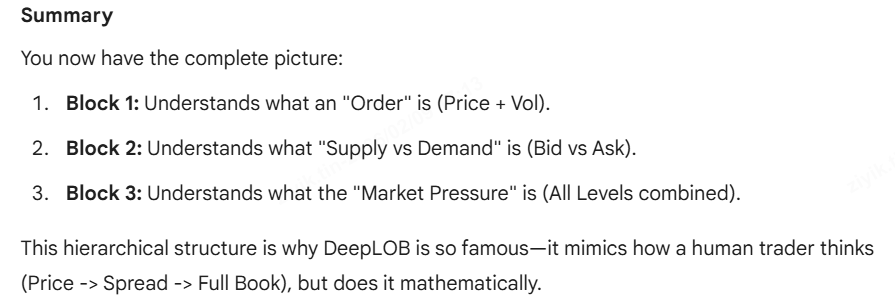 Summary
You now have the complete picture:
1. Block 1: Understands what an "Order" is (Price + Vol).
2. Block 2: Understands what "Supply vs Demand" is (Bid vs Ask).
3. Block 3: Understands what the "Market Pressure" is (All Levels combined).
This hierarchical structure is why DeepLOB is so famous—it mimics how a human trader thinks
(Price -> Spread -> Full Book), but does it mathematically.